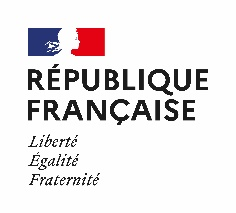 RÉPUBLIQUE
FRANÇAISE
Liberté
Égalité
Fraternité